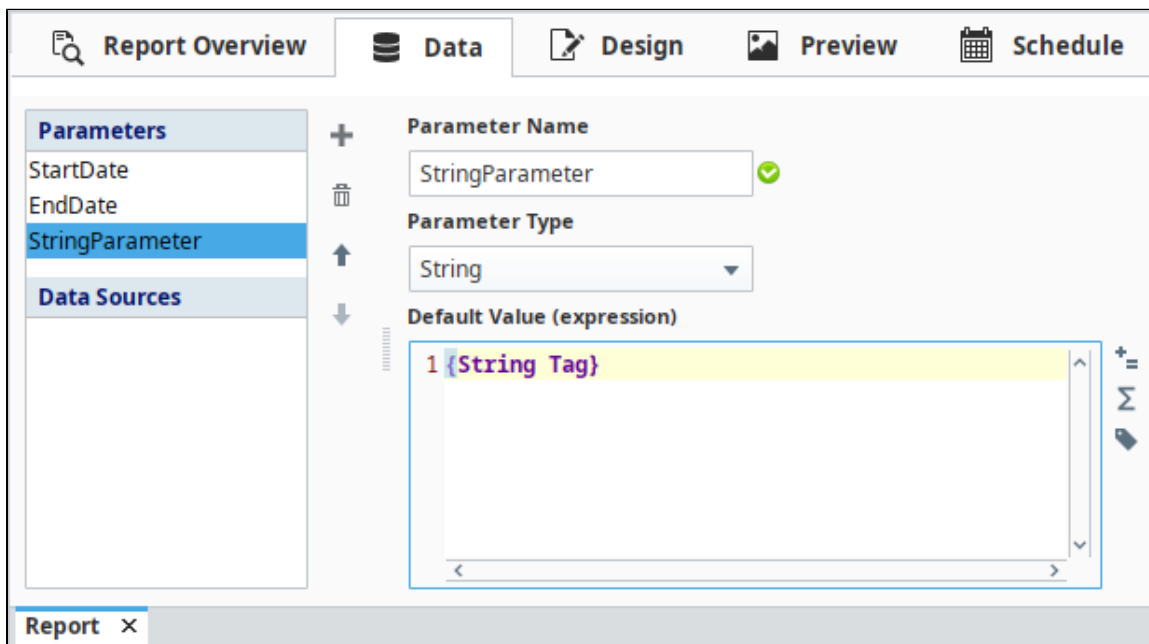 Report Overview
Data
Design
Preview
Schedule
Parameters
StartDate
EndDate
StringParameter
Data Sources
Parameter Name
StringParameter
Parameter Type
String
Default Value (expression)
1 {String Tag}
Report